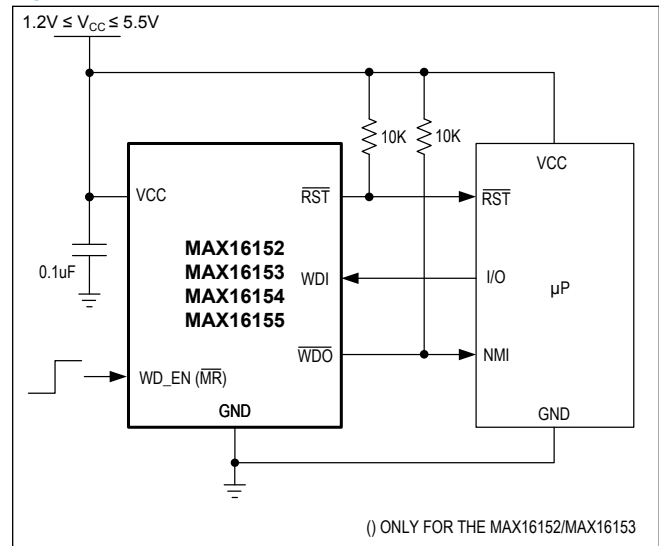 1.2V ≤ VCC ≤ 5.5V
10K 10K
VCC
VCC RST RST
0.1uF
MAX16152
MAX16153
MAX16154
MAX16155
WDI I/O
µP
WDO NMI
WD_EN (MR)
GND GND
() ONLY FOR THE MAX16152/MAX16153